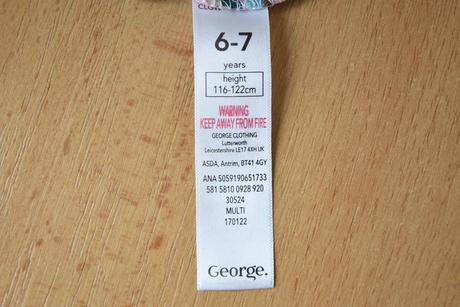 6-7
years
height
116-122cm
WARNING
KEEP AWAY FROM FIRE
GEORGE CLOTHING
Lutterworth
Leicestershire LE17 4XH UK
ASDA, Antrim, BT41 4GY
ANA 5059190651733
581 5810 0928 920
30524
MULTI
170122
George.